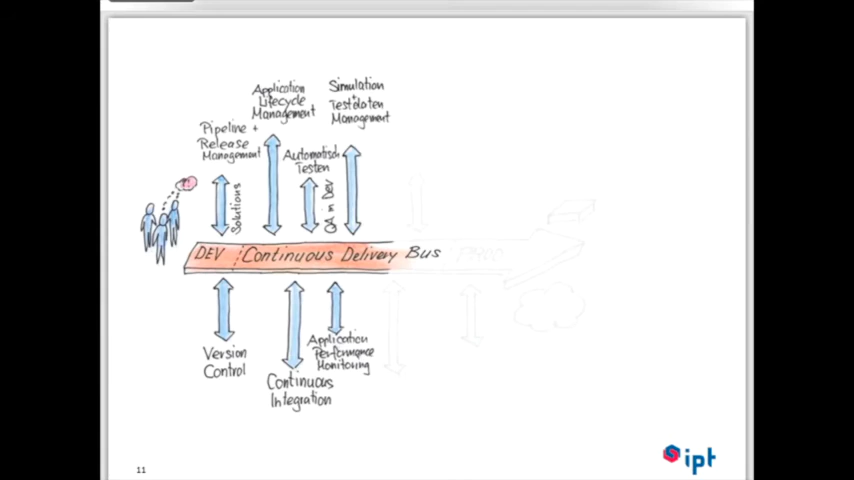 Application
Lifecycle
Management
Simulation
+
Testdaten
Management
Pipeline +
Release
Management
Automatisch
Testen
Solutions
QA in Dev
DEV Continuous Delivery Bus
PROD
Version
Control
Application
Performance
Monitoring
Continuous
Integration
11
ipt